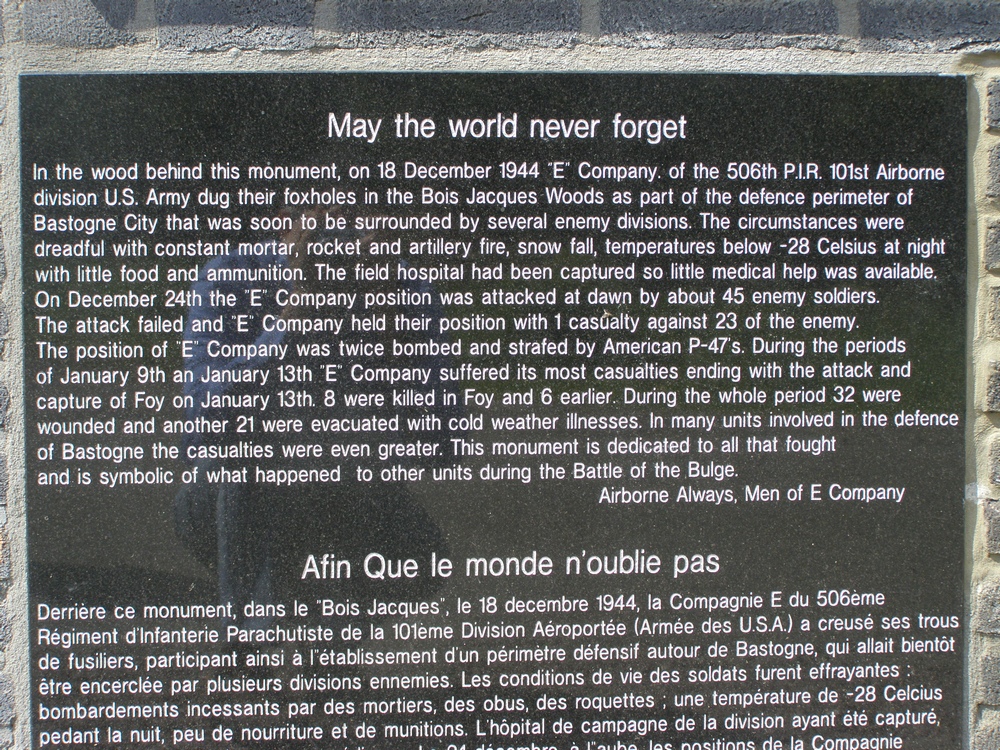 May the world never forget
In the wood behind this monument, on 18 December 1944 "E" Company. of the 506th P.I.R. 101st Airborne
division U.S. Army dug their foxholes in the Bois Jacques Woods as part of the defence perimeter of
Bastogne City that was soon to be surrounded by several enemy divisions. The circumstances were
dreadful with constant mortar, rocket and artillery fire, snow fall, temperatures below -28 Celsius at night
with little food and ammunition. The field hospital had been captured so little medical help was available.
On December 24th the "E" Company position was attacked at dawn by about 45 enemy soldiers.
The attack failed and "E" Company held their position with 1 casualty against 23 of the enemy.
The position of "E" Company was twice bombed and strafed by American P-47's. During the periods
of January 9th an January 13th "E" Company suffered its most casualties ending with the attack and
capture of Foy on January 13th. 8 were killed in Foy and 6 earlier. During the whole period 32 were
wounded and another 21 were evacuated with cold weather illnesses. In many units involved in the defence
of Bastogne the casualties were even greater. This monument is dedicated to all that fought
and is symbolic of what happened to other units during the Battle of the Bulge.
Airborne Always, Men of E Company
Afin Que le monde n'oublie pas
Derrière ce monument, dans le "Bois Jacques", le 18 decembre 1944, la Compagnie E du 506ème
Régiment d'Infanterie Parachutiste de la 101ème Division Aéroportée (Armée des U.S.A.) a creusé ses trous
de fusiliers, participant ainsi à l"établissement d'un périmètre défensif autour de Bastogne, qui allait bientôt
être encerclée par plusieurs divisions ennemies. Les conditions de vie des soldats furent effrayantes :
bombardements incessants par des mortiers, des obus, des roquettes ; une température de -28 Celcius
pedant la nuit, peu de nourriture et de munitions. L'hôpital de campagne de la division ayant été capturé,
24 décembre, à l"aube, les positions de la Compagnie